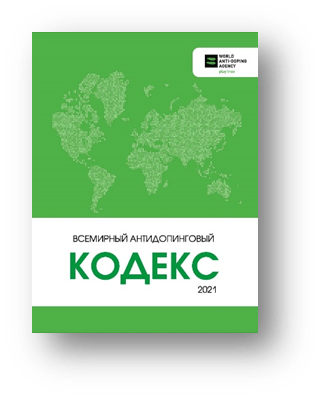 WORLD
ANTI-DOPING
AGENCY
play true
ВСЕМИРНЫЙ АНТИДОПИНГОВЫЙ
КОДЕКС
2021